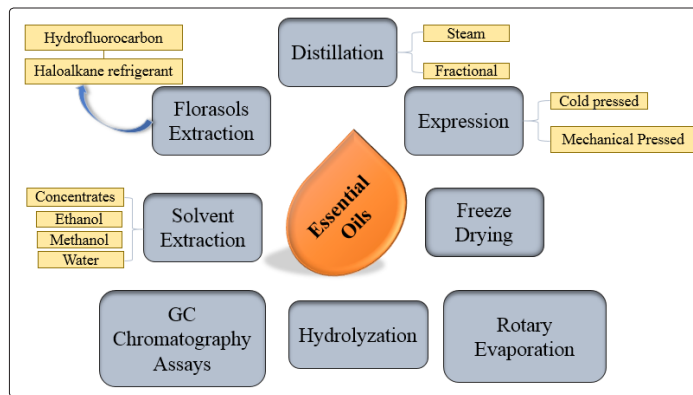 Hydrofluorocarbon
Haloalkane refrigerant
Florasols
Extraction
Distillation
Steam
Fractional
Expression
Cold pressed
Mechanical Pressed
Concentrates
Ethanol
Methanol
Water
Solvent
Extraction
Essential
Oils
Freeze
Drying
GC
Chromatography
Assays
Hydrolyzation
Rotary
Evaporation